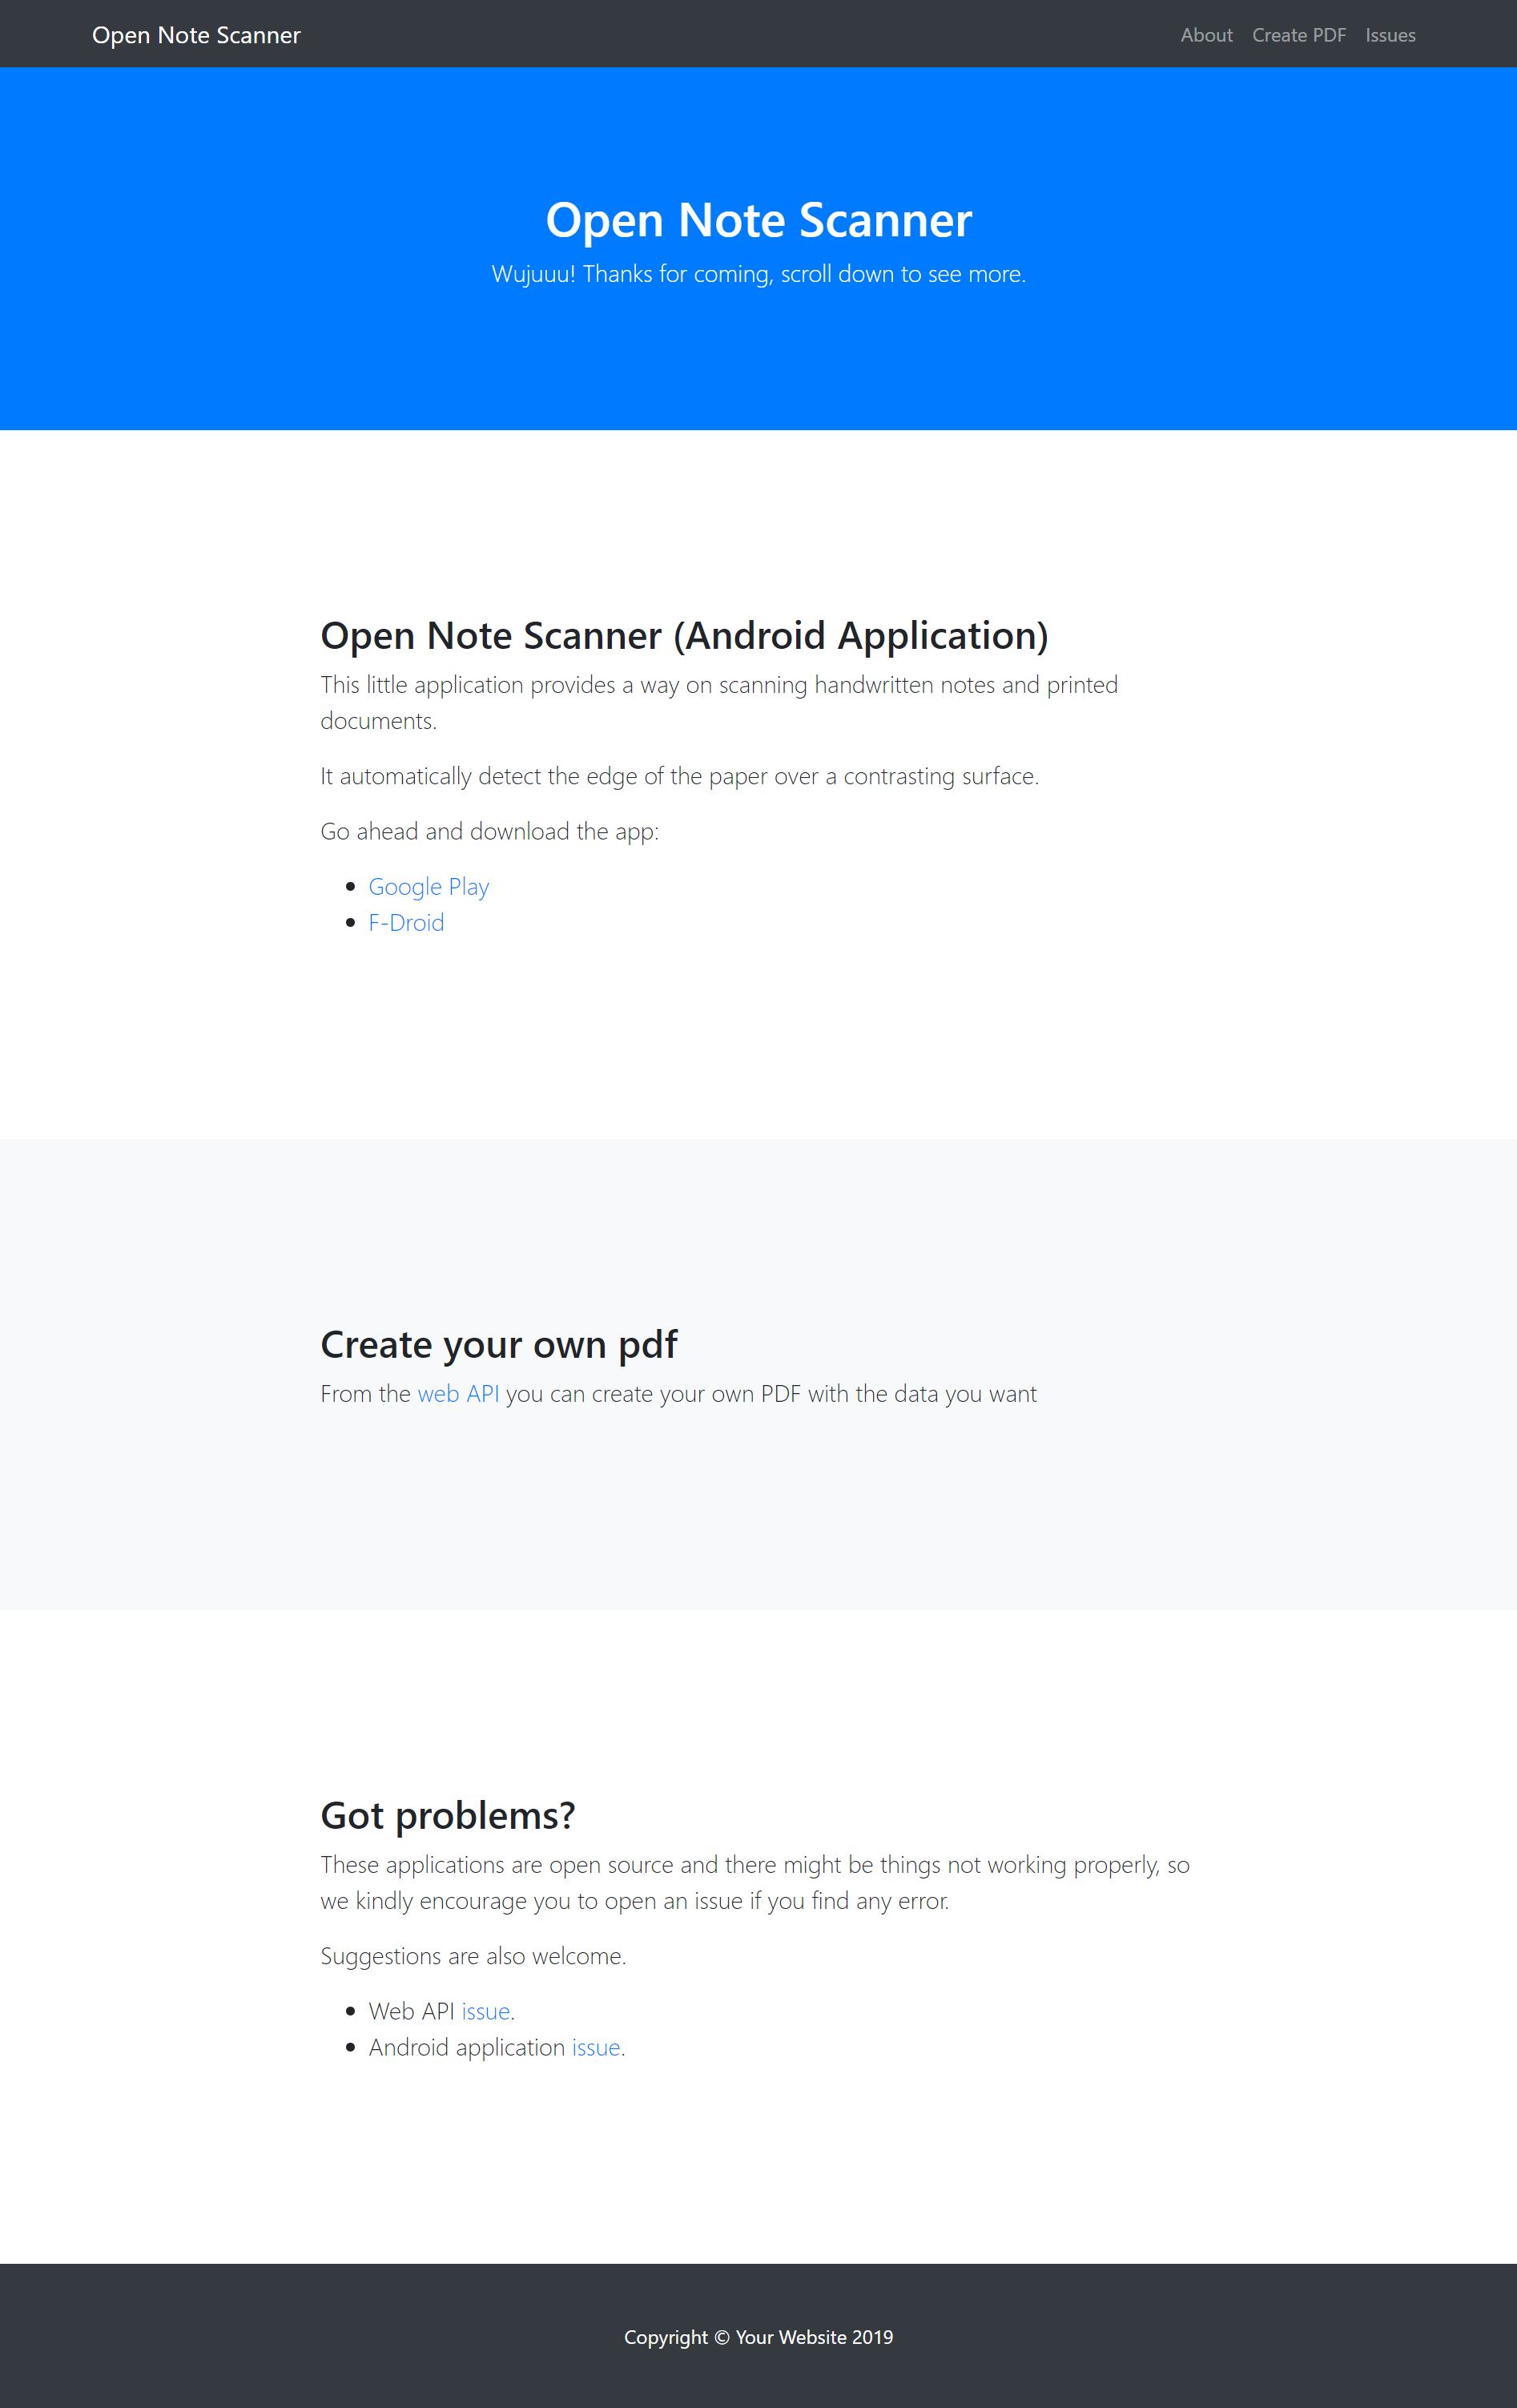 Open Note Scanner
About Create PDF Issues
Open Note Scanner
Wujuuu! Thanks for coming, scroll down to see more.
Open Note Scanner (Android Application)
This little application provides a way on scanning handwritten notes and printed
documents.
It automatically detect the edge of the paper over a contrasting surface.
Go ahead and download the app:
Google Play
F-Droid
Create your own pdf
From the web API you can create your own PDF with the data you want
Got problems?
These applications are open source and there might be things not working properly, so
we kindly encourage you to open an issue if you find any error.
Suggestions are also welcome.
Web API issue.
Android application issue.
Copyright © Your Website 2019